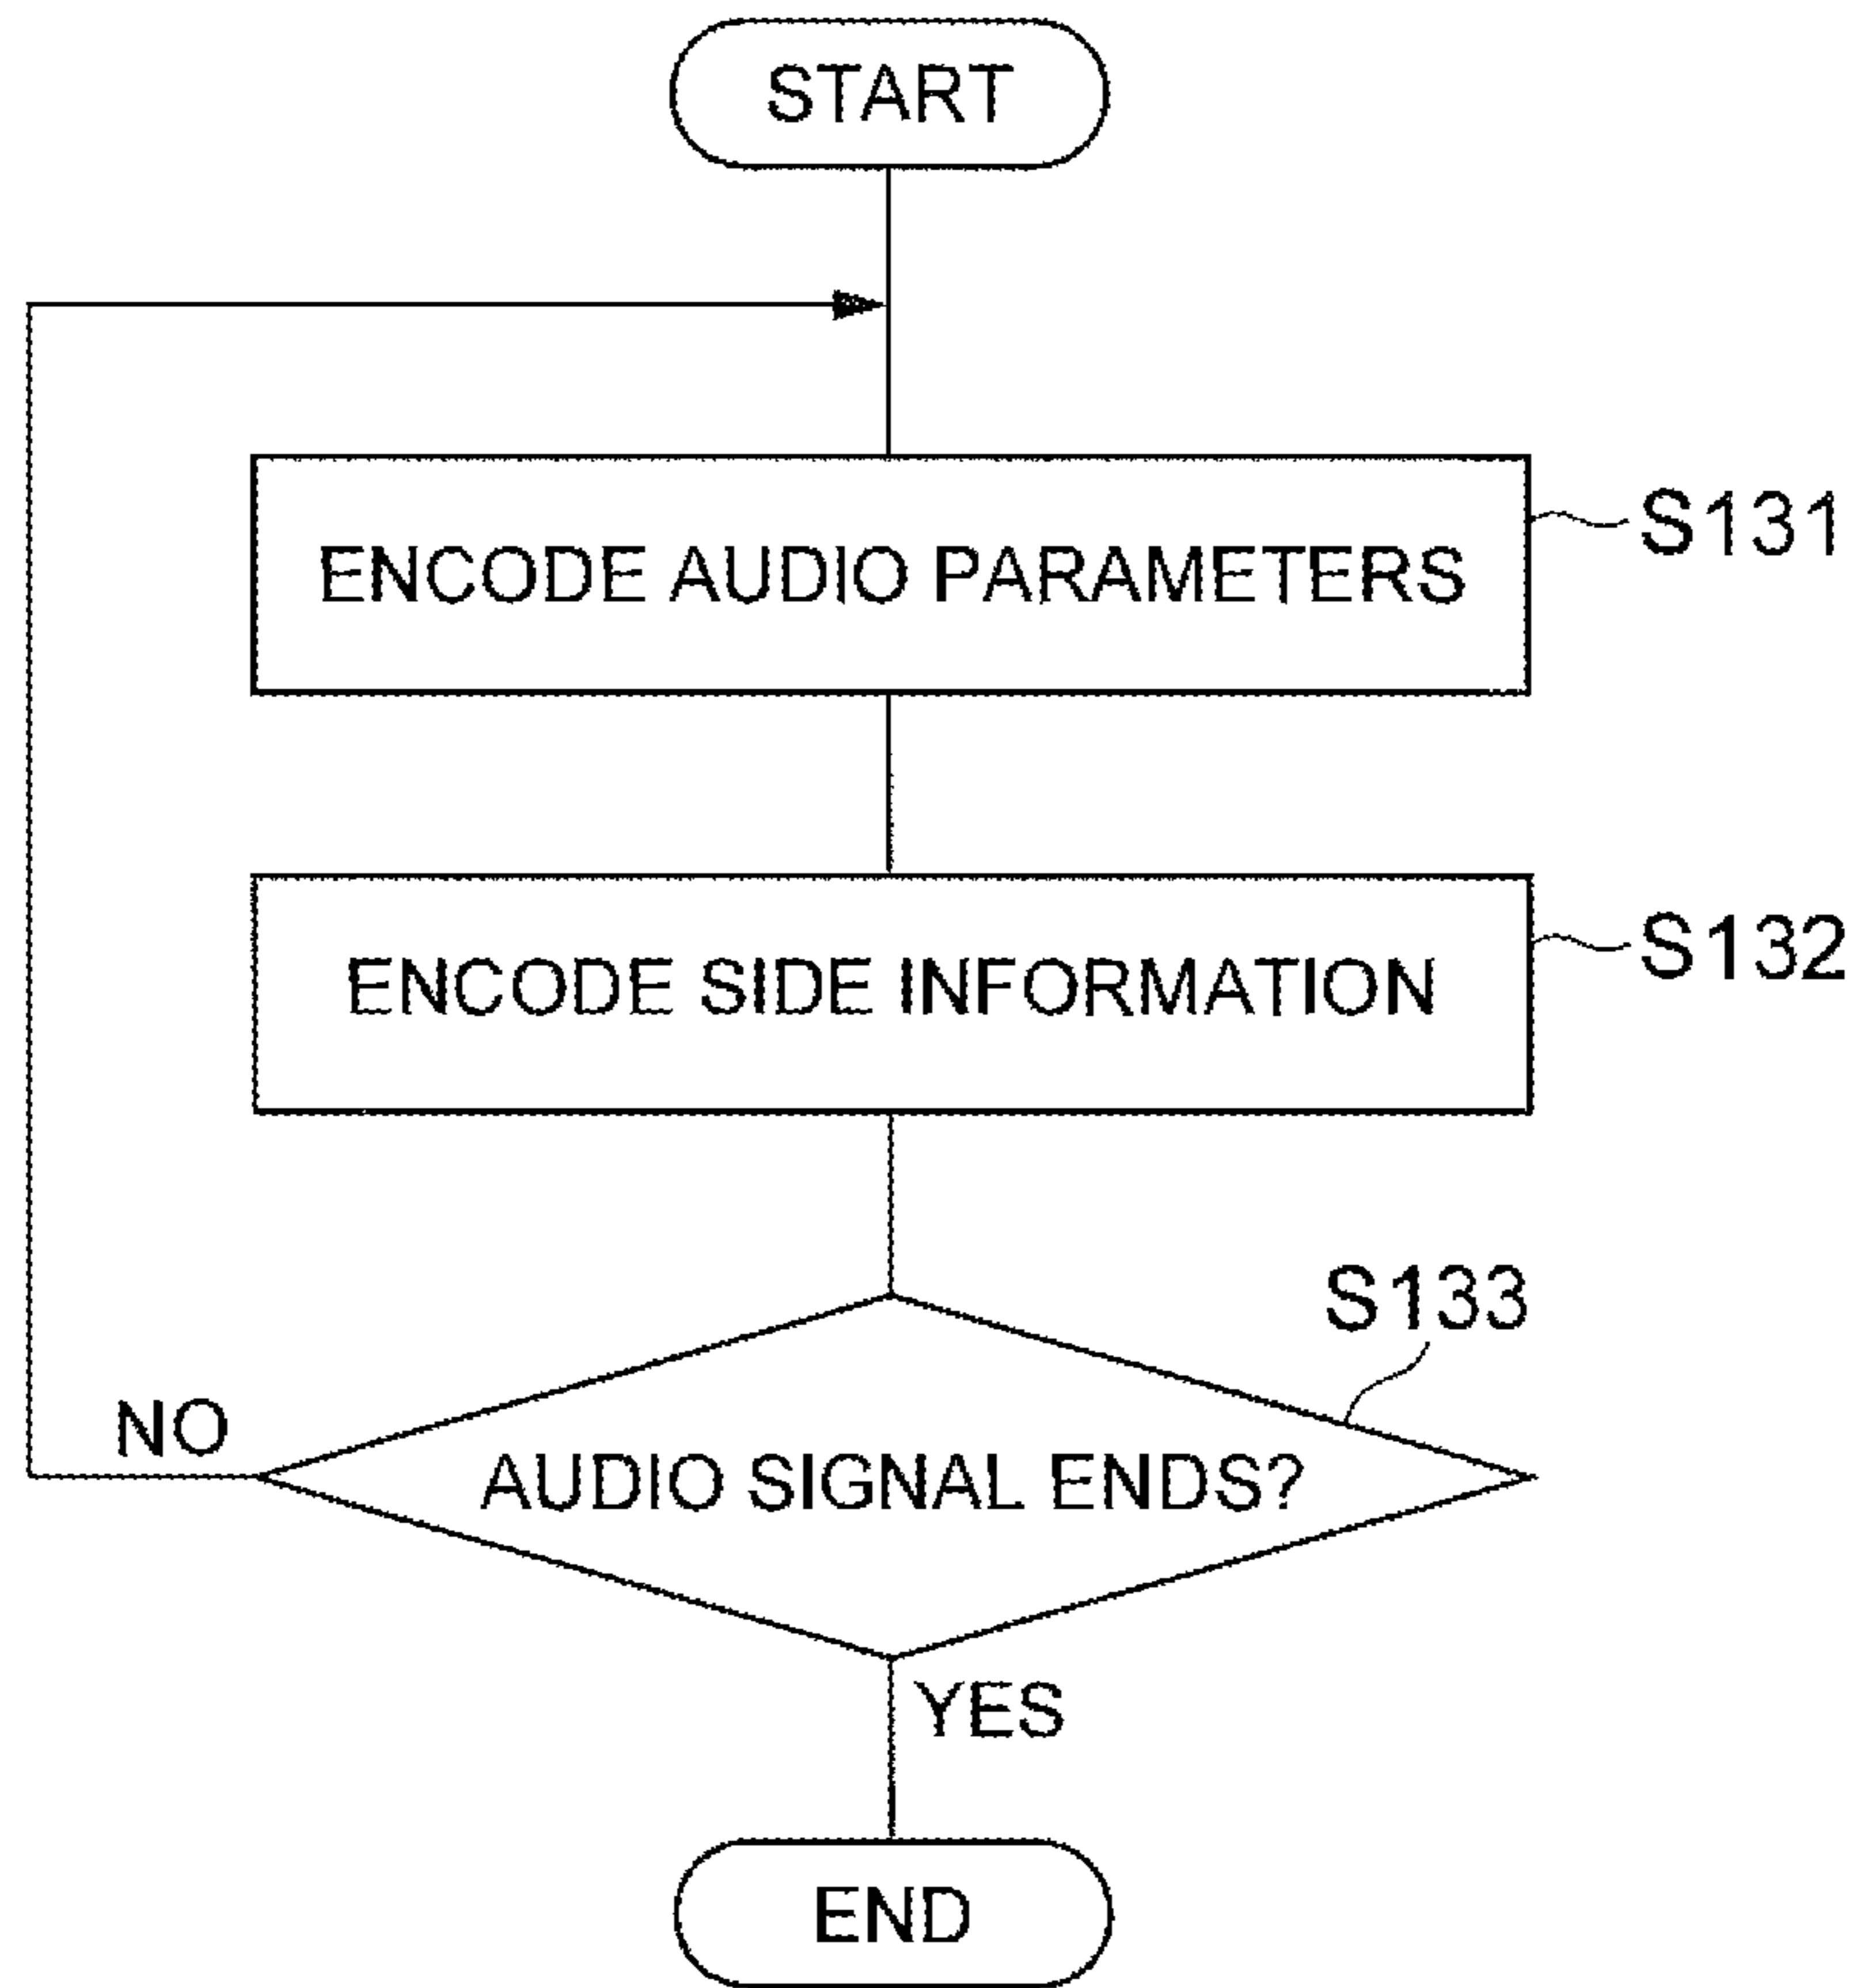 START
ENCODE AUDIO PARAMETERS
S131
ENCODE SIDE INFORMATION
S132
S133
NO
AUDIO SIGNAL ENDS?
YES
END